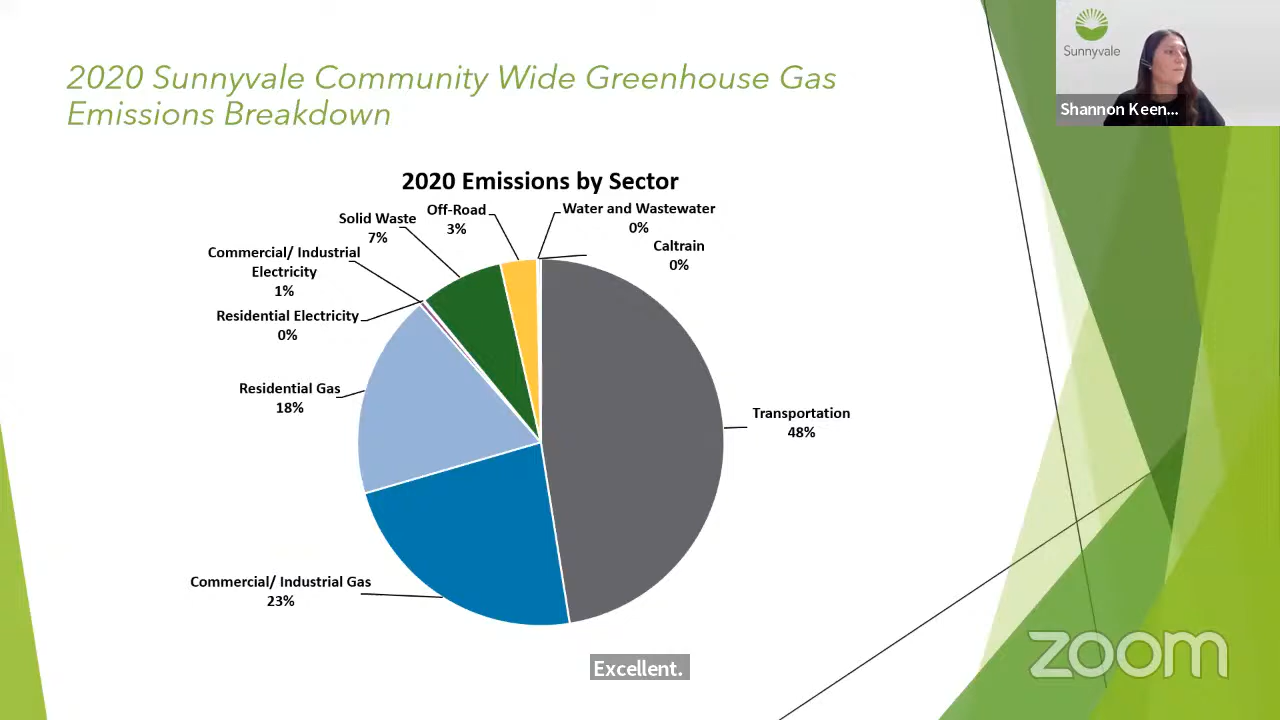 2020 Sunnyvale Community Wide Greenhouse Gas
Emissions Breakdown
Sunnyvale
Shannon Keen...
2020 Emissions by Sector
Solid Waste
7%
Off-Road
3%
Water and Wastewater
0%
Caltrain
0%
Commercial/ Industrial
Electricity
1%
Residential Electricity
0%
Residential Gas
18%
Transportation
48%
Commercial/ Industrial Gas
23%
Excellent.
zoom